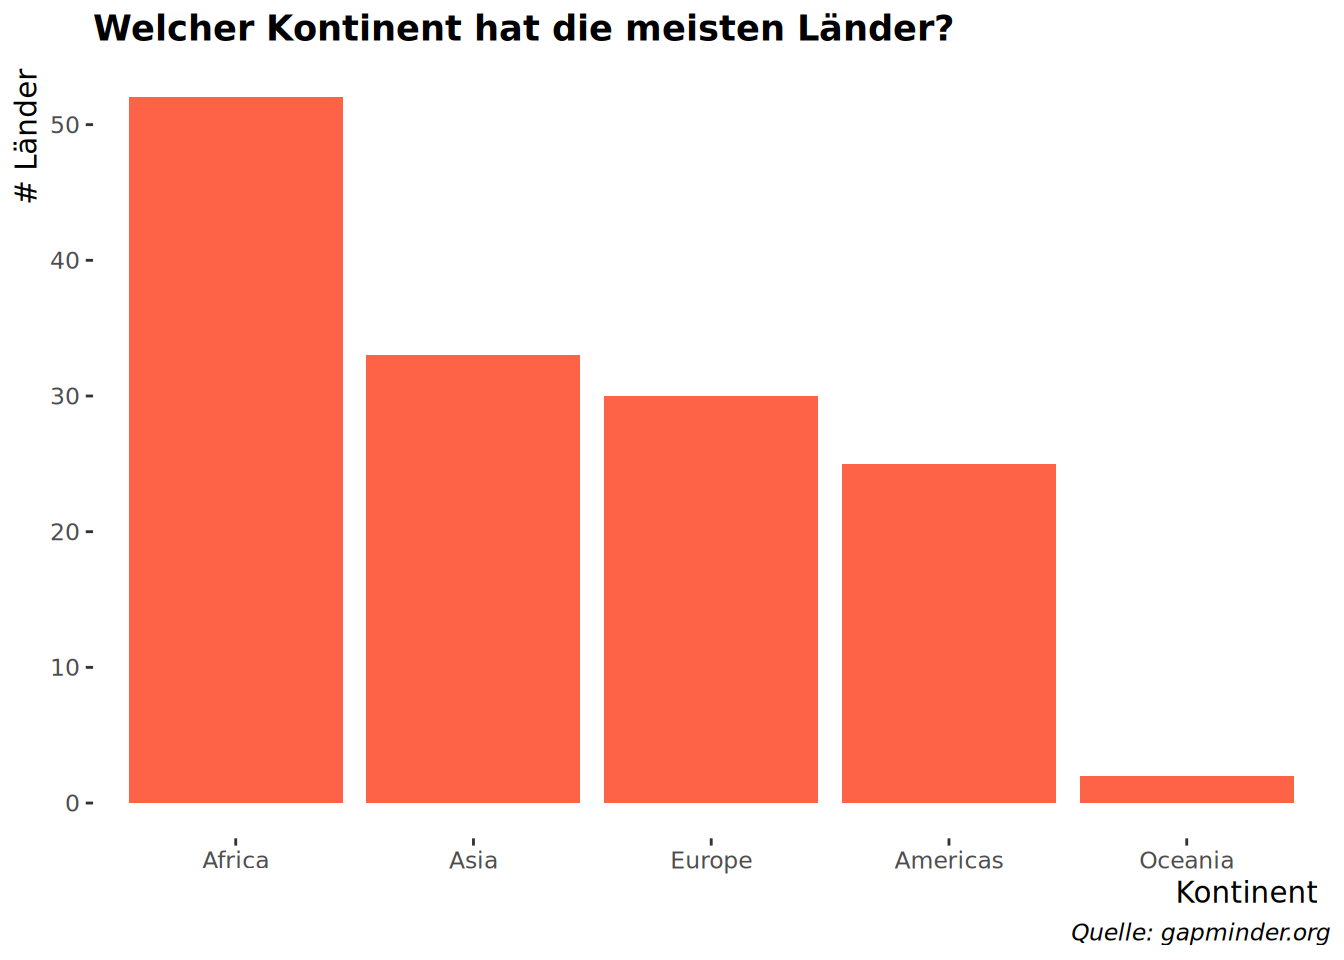 Welcher Kontinent hat die meisten Länder?
# Länder
50
40
30
20
10
0
Africa Asia Europe Americas Oceania
Kontinent
Quelle: gapminder.org